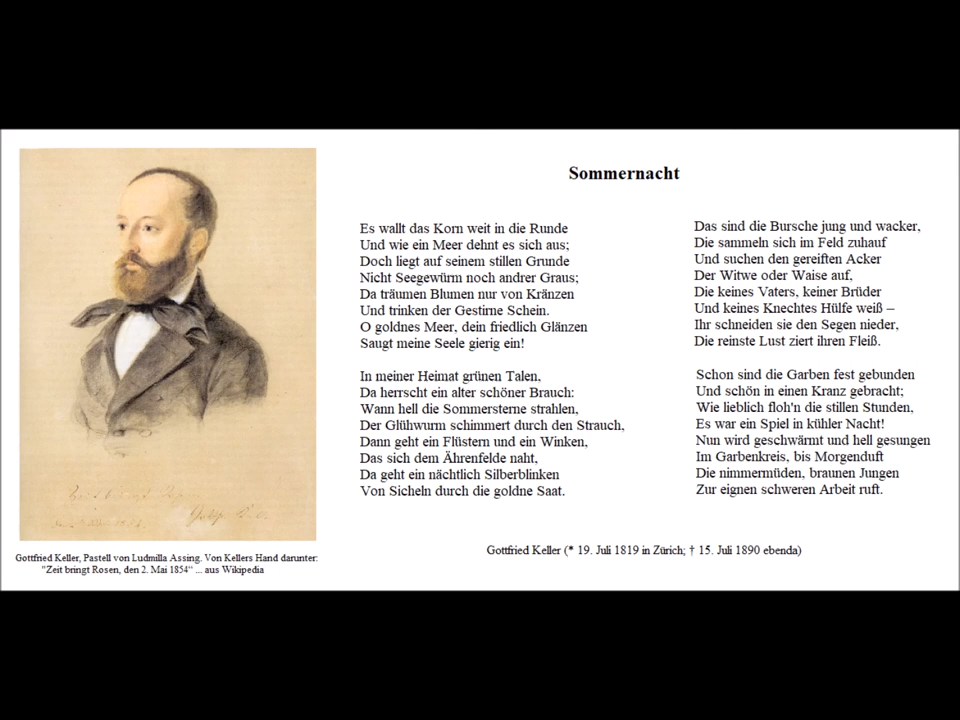 Sommernacht
Es wallt das Korn weit in die Runde
Und wie ein Meer dehnt es sich aus;
Doch liegt auf seinem stillen Grunde
Nicht Seegewürm noch andrer Graus;
Da träumen Blumen nur von Kränzen
Und trinken der Gestirne Schein.
O goldnes Meer, dein friedlich Glänzen
Saugt meine Seele gierig ein!
In meiner Heimat grünen Talen,
Da herrscht ein alter schöner Brauch:
Wann hell die Sommersterne strahlen,
Der Glühwurm schimmert durch den Strauch,
Dann geht ein Flüstern und ein Winken,
Das sich dem Ährenfelde naht,
Da geht ein nächtlich Silberblinken
Von Sicheln durch die goldne Saat.
Das sind die Bursche jung und wacker,
Die sammeln sich im Feld zuhauf
Und suchen den gereiften Acker
Der Witwe oder Waise auf,
Die keines Vaters, keiner Brüder
Und keines Knechtes Hülfe weiß –
Ihr schneiden sie den Segen nieder,
Die reinste Lust ziert ihren Fleiß.
Schon sind die Garben fest gebunden
Und schön in einen Kranz gebracht;
Wie lieblich floh'n die stillen Stunden,
Es war ein Spiel in kühler Nacht!
Nun wird geschwärmt und hell gesungen
Im Garbenkreis, bis Morgenduft
Die nimmermüden, braunen Jungen
Zur eignen schweren Arbeit ruft.
Gottfried Keller (* 19. Juli 1819 in Zürich; † 15. Juli 1890 ebenda)
Gottfried Keller, Pastell von Ludmilla Assing. Von Kellers Hand darunter:
"Zeit bringt Rosen, den 2. Mai 1854" ... aus Wikipedia